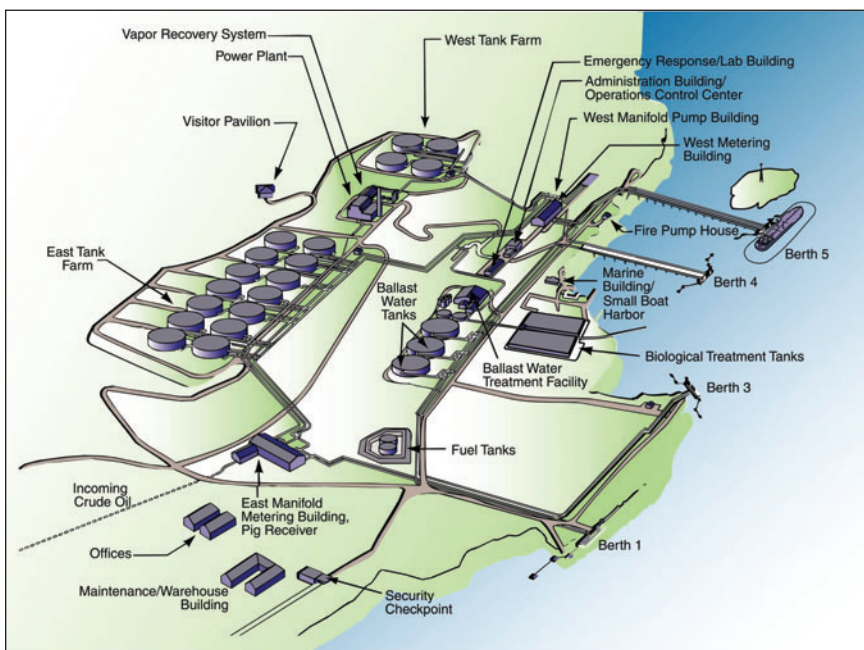 Vapor Recovery System
West Tank Farm
Power Plant
Emergency Response/Lab Building
Administration Building/
Operations Control Center
West Manifold Pump Building
Visitor Pavilion
West Metering
Building
Fire Pump House
Berth 5
East Tank
Farm
Marine
Building/
Small Boat
Harbor
Berth 4
Ballast
Water
Tanks
Ballast Water
Treatment Facility
Biological Treatment Tanks
Berth 3
Fuel Tanks
Incoming
Crude Oil
East Manifold
Metering Building,
Pig Receiver
Offices
Berth 1
Maintenance/Warehouse
Building
Security
Checkpoint